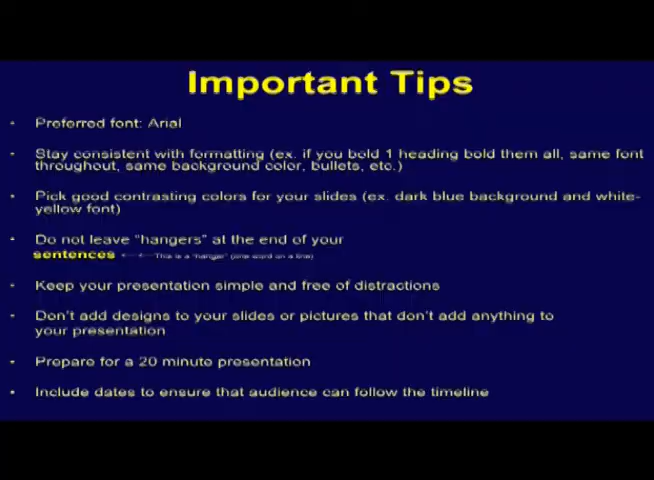 Important Tips
• Preferred font: Arial
• Stay consistent with formatting (ex. if you bold 1 heading bold them all, same font
throughout, same background color, bullets, etc.)
• Pick good contrasting colors for your slides (ex. dark blue background and white-
yellow font)
• Do not leave "hangers" at the end of your
sentences ← ← This is a "hanger" (one word on a line)
• Keep your presentation simple and free of distractions
• Don't add designs to your slides or pictures that don't add anything to
your presentation
• Prepare for a 20 minute presentation
• Include dates to ensure that audience can follow the timeline